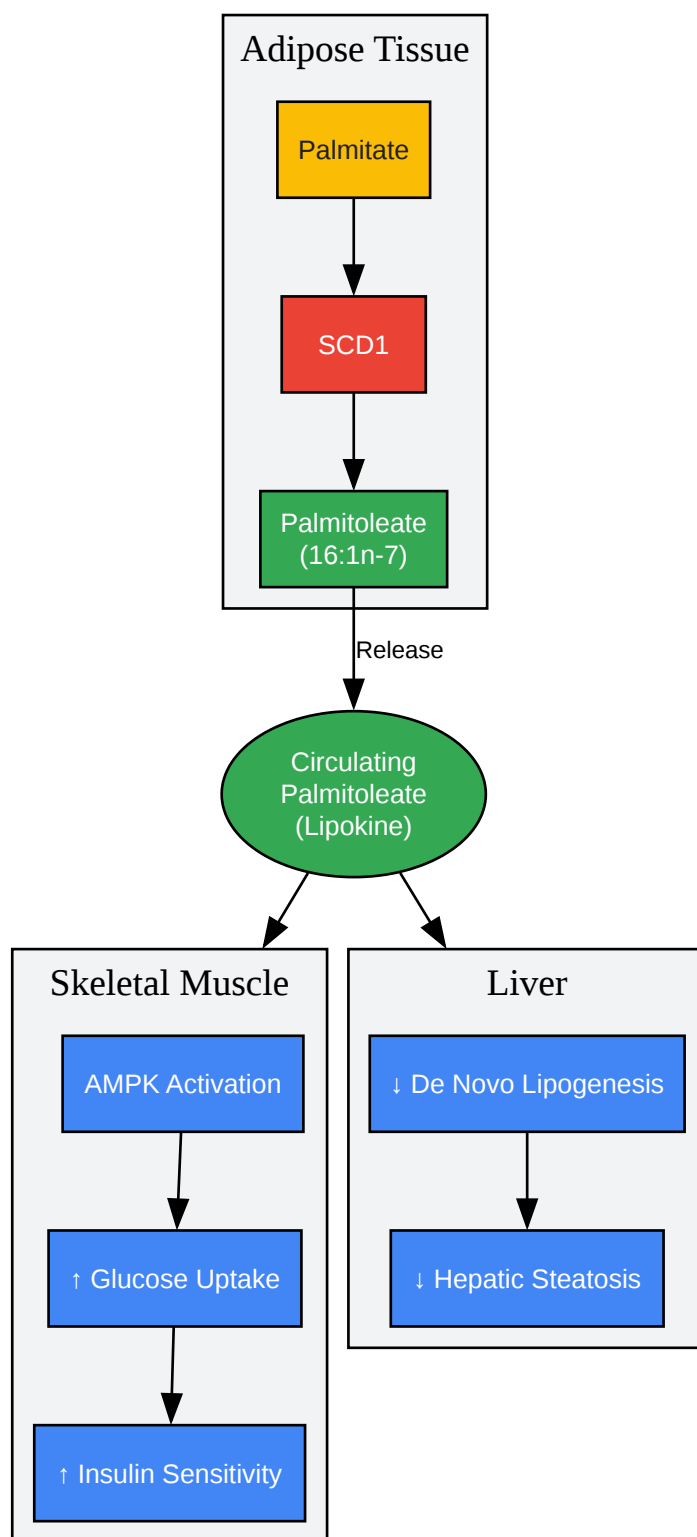 Adipose Tissue
Palmitate
SCD1
Palmitoleate
(16:1n-7)
Release
Circulating
Palmitoleate
(Lipokine)
Skeletal Muscle
AMPK Activation
↑ Glucose Uptake
↑ Insulin Sensitivity
Liver
↓ De Novo Lipogenesis
↓ Hepatic Steatosis